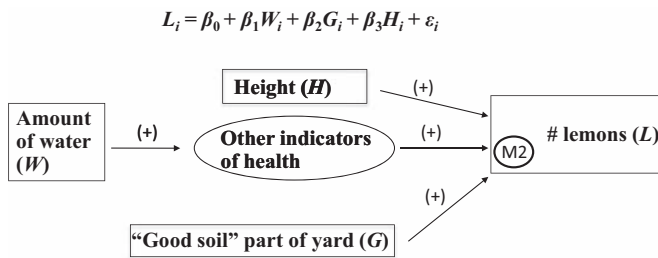 Lᵢ = β₀ + β₁Wᵢ + β₂Gᵢ + β₃Hᵢ + εᵢ
Height (H)
(+)
Amount
of water
(W)
(+)
Other indicators
of health
(+)
# lemons (L)
M2
(+)
“Good soil” part of yard (G)